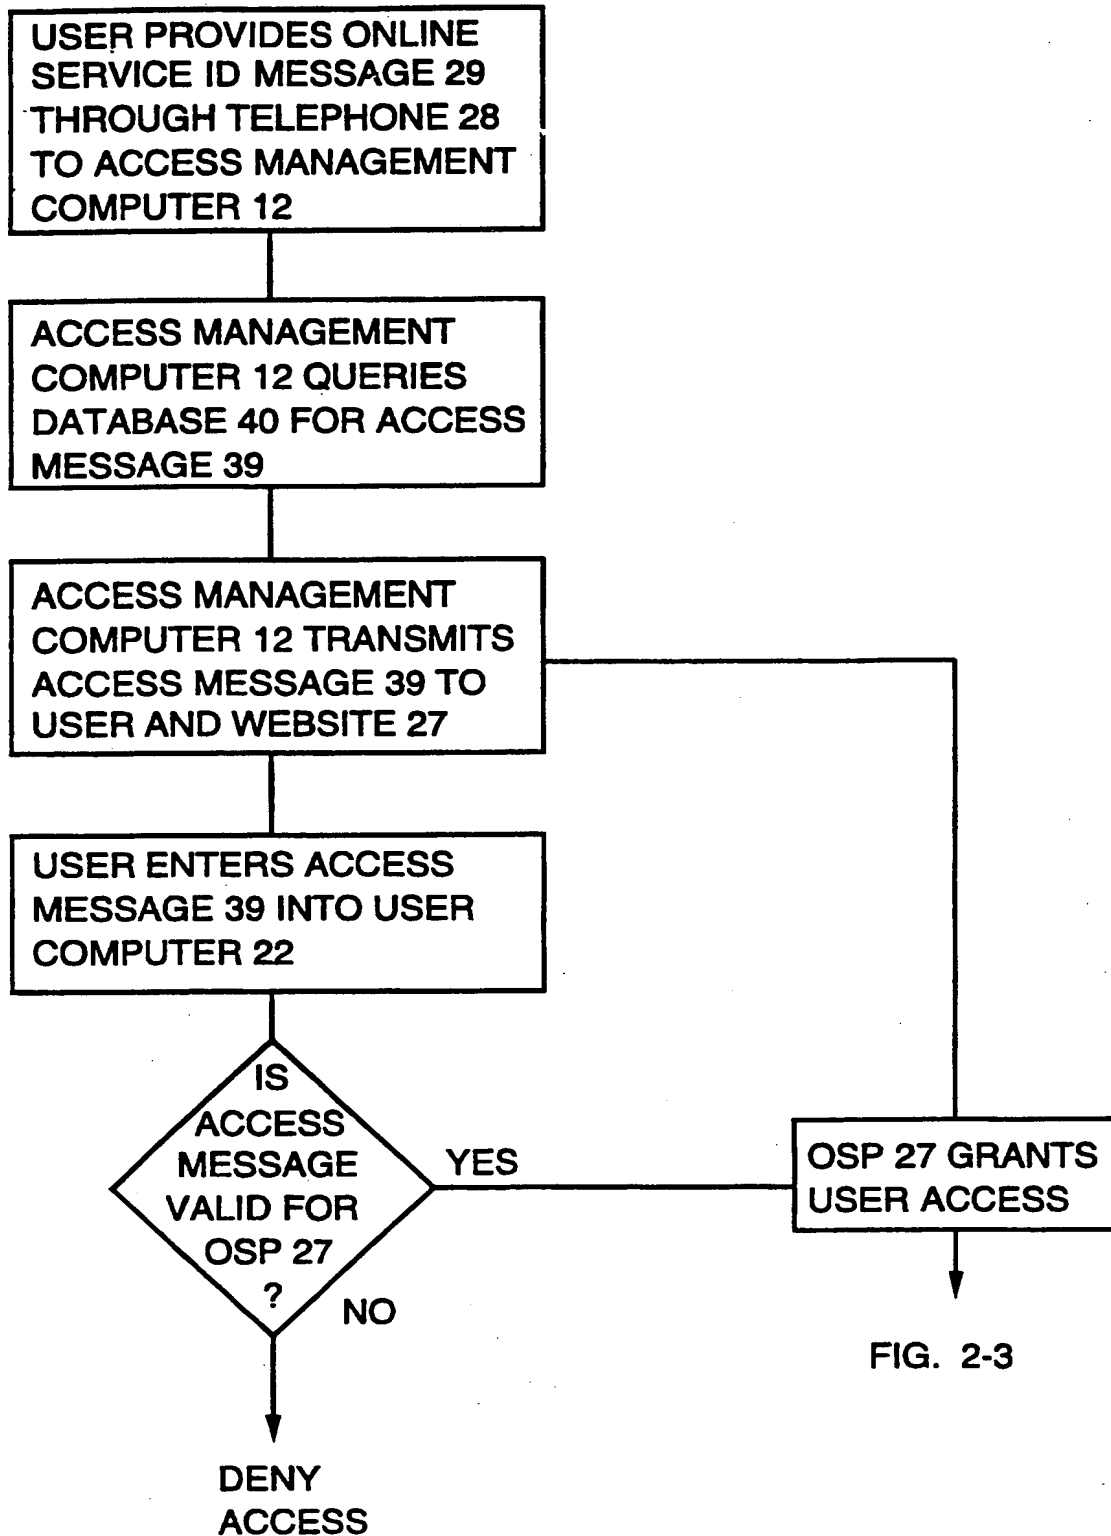 USER PROVIDES ONLINE
SERVICE ID MESSAGE 29
THROUGH TELEPHONE 28
TO ACCESS MANAGEMENT
COMPUTER 12
ACCESS MANAGEMENT
COMPUTER 12 QUERIES
DATABASE 40 FOR ACCESS
MESSAGE 39
ACCESS MANAGEMENT
COMPUTER 12 TRANSMITS
ACCESS MESSAGE 39 TO
USER AND WEBSITE 27
USER ENTERS ACCESS
MESSAGE 39 INTO USER
COMPUTER 22
IS
ACCESS
MESSAGE
VALID FOR
OSP 27
?
YES
NO
OSP 27 GRANTS
USER ACCESS
FIG. 2-3
DENY
ACCESS